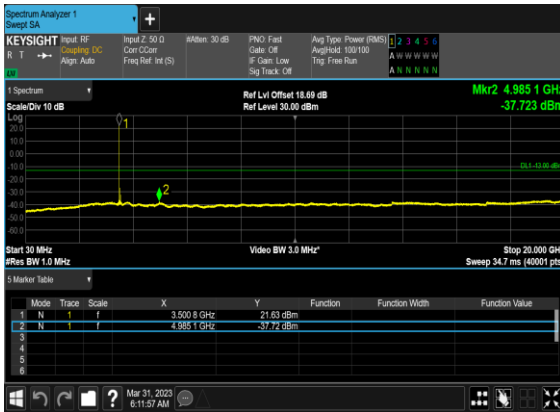 Spectrum Analyzer 1
Swept SA
KEYSIGHT
R T
Input: RF
Coupling: DC
Align: Auto
Input Z: 50 Ω
Corr CCorr
Freq Ref: Int (S)
#Atten: 30 dB
PNO: Fast
Gate: Off
IF Gain: Low
Sig Track: Off
Avg Type: Power (RMS)
Avg|Hold: 100/100
Trig: Free Run
1 2 3 4 5 6
A W W W W W
A N N N N N
1 Spectrum
Scale/Div 10 dB
Ref Lvl Offset 18.69 dB
Ref Level 30.00 dBm
Mkr2 4.985 1 GHz
-37.723 dBm
Log
20.0
10.0
0.00
-10.0
-20.0
-30.0
-40.0
-50.0
-60.0
1
2
DL1 -13.00 dBm
Start 30 MHz
#Res BW 1.0 MHz
Video BW 3.0 MHz*
Stop 20.000 GHz
Sweep 34.7 ms (40001 pts)
5 Marker Table
Mode Trace Scale X Y Function Function Width Function Value
1 N 1 f 3.500 8 GHz 21.63 dBm
2 N 1 f 4.985 1 GHz -37.72 dBm
3
4
5
6
?
Mar 31, 2023
6:11:57 AM